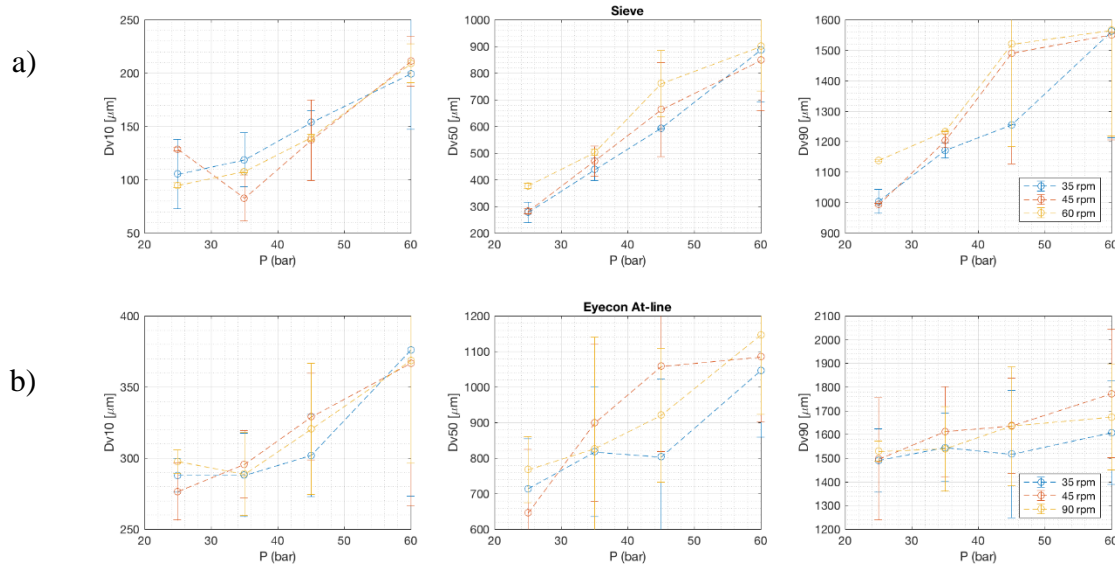 a)
Sieve
250
200
150
100
50
Dv10 [μm]
20 30 40 50 60
P (bar)
1000
900
800
700
600
500
400
300
200
Dv50 [μm]
20 30 40 50 60
P (bar)
1600
1500
1400
1300
1200
1100
1000
900
Dv90 [μm]
20 30 40 50 60
P (bar)
35 rpm
45 rpm
60 rpm
b)
Eyecon At-line
400
350
300
250
Dv10 [μm]
20 30 40 50 60
P (bar)
1200
1100
1000
900
800
700
600
Dv50 [μm]
20 30 40 50 60
P (bar)
2100
2000
1900
1800
1700
1600
1500
1400
1300
1200
Dv90 [μm]
20 30 40 50 60
P (bar)
35 rpm
45 rpm
90 rpm